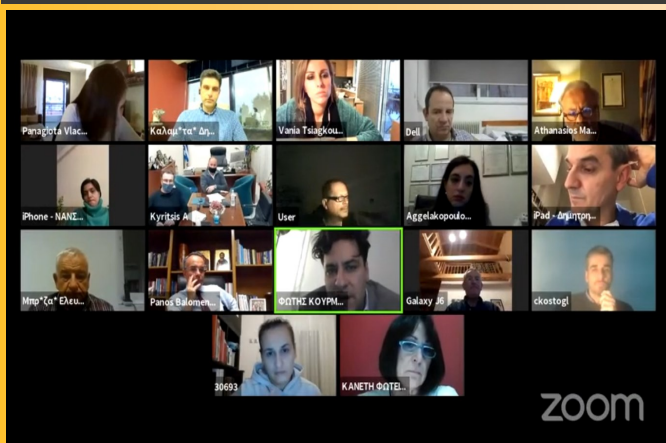 Panagiota Vlac...
Καλαμ*τα* Δη...
Vania Tsiagkou...
Dell
Athanasios Ma...
iPhone - ΝΑΝΣ...
Kyritsis A
User
Aggelakopoulo...
iPad - Δημητρη...
Μπρ*ζα* Ελευ...
Panos Balomen...
ΦΩΤΗΣ ΚΟΥΡΜ...
Galaxy J6
ckostogl
30693
ΚΑΝΕΤΗ ΦΩΤΕΙ...
zoom